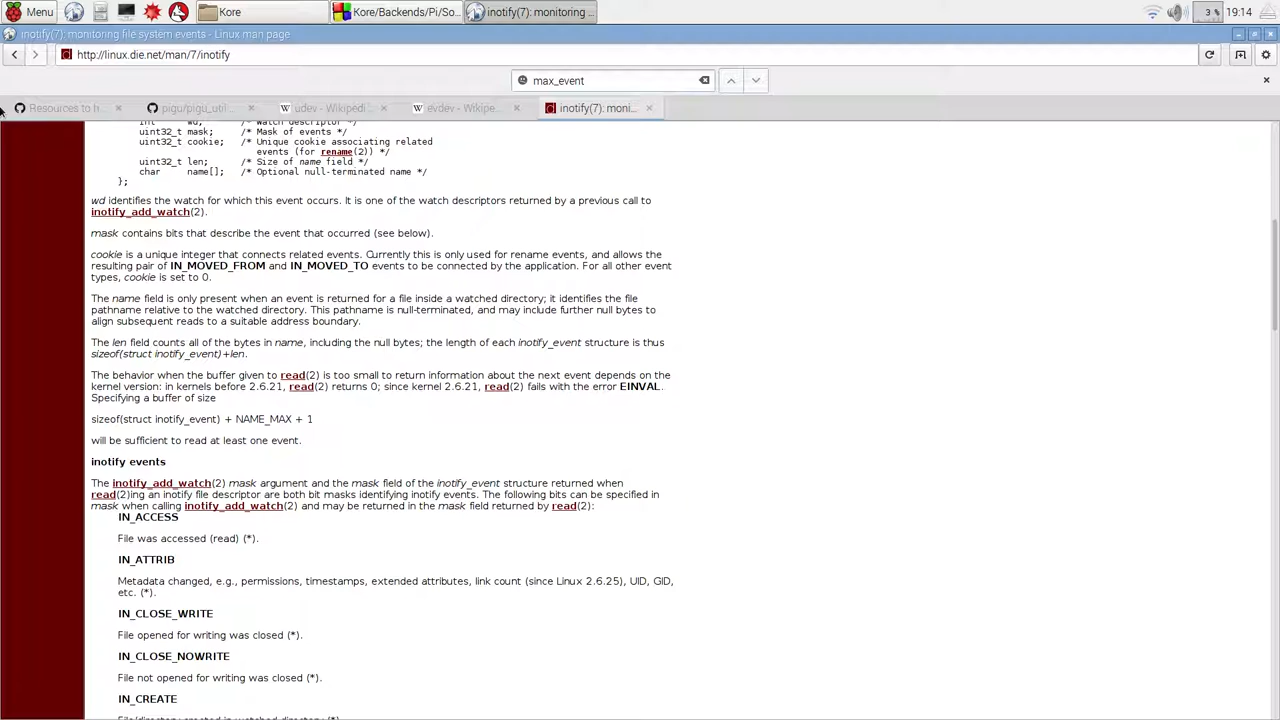 Menu
Kore
Kore/Backends/Pi/So...
inotify(7): monitoring ...
3 %
19:14
inotify(7): monitoring file system events - Linux man page
http://linux.die.net/man/7/inotify
max_event
Resources to h...
pigu/pigu_util...
udev - Wikipedi...
evdev - Wikipe...
inotify(7): moni...
int wd; /* Watch descriptor */
uint32_t mask; /* Mask of events */
uint32_t cookie; /* Unique cookie associating related
events (for rename(2)) */
uint32_t len; /* Size of name field */
char name[]; /* Optional null-terminated name */
};
wd identifies the watch for which this event occurs. It is one of the watch descriptors returned by a previous call to
inotify_add_watch(2).
mask contains bits that describe the event that occurred (see below).
cookie is a unique integer that connects related events. Currently this is only used for rename events, and allows the
resulting pair of IN_MOVED_FROM and IN_MOVED_TO events to be connected by the application. For all other event
types, cookie is set to 0.
The name field is only present when an event is returned for a file inside a watched directory; it identifies the file
pathname relative to the watched directory. This pathname is null-terminated, and may include further null bytes to
align subsequent reads to a suitable address boundary.
The len field counts all of the bytes in name, including the null bytes; the length of each inotify_event structure is thus
sizeof(struct inotify_event)+len.
The behavior when the buffer given to read(2) is too small to return information about the next event depends on the
kernel version: in kernels before 2.6.21, read(2) returns 0; since kernel 2.6.21, read(2) fails with the error EINVAL.
Specifying a buffer of size
sizeof(struct inotify_event) + NAME_MAX + 1
will be sufficient to read at least one event.
inotify events
The inotify_add_watch(2) mask argument and the mask field of the inotify_event structure returned when
read(2)ing an inotify file descriptor are both bit masks identifying inotify events. The following bits can be specified in
mask when calling inotify_add_watch(2) and may be returned in the mask field returned by read(2):
IN_ACCESS
File was accessed (read) (*).
IN_ATTRIB
Metadata changed, e.g., permissions, timestamps, extended attributes, link count (since Linux 2.6.25), UID, GID,
etc. (*).
IN_CLOSE_WRITE
File opened for writing was closed (*).
IN_CLOSE_NOWRITE
File not opened for writing was closed (*).
IN_CREATE
File/directory created in watched directory (*).